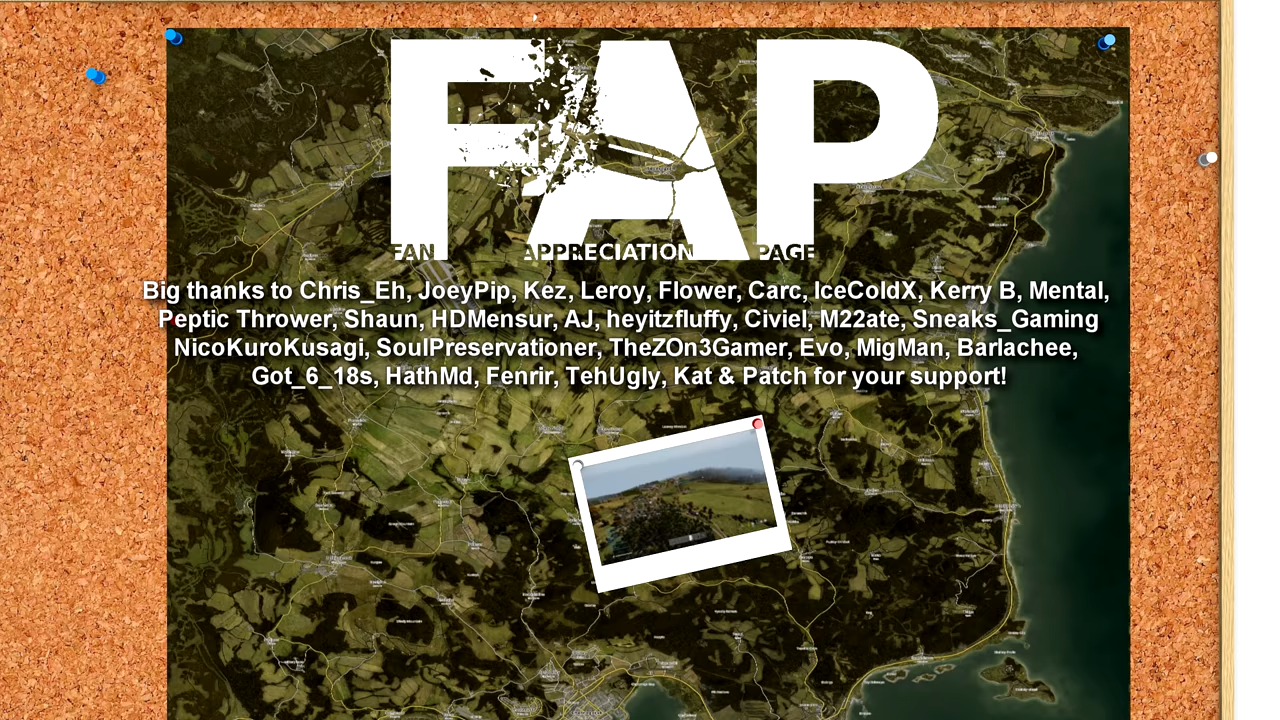 FAP
FAN APPRECIATION PAGE
Big thanks to Chris_Eh, JoeyPip, Kez, Leroy, Flower, Carc, IceColdX, Kerry B, Mental,
Peptic Thrower, Shaun, HDMensur, AJ, heyitzfluffy, Civiel, M22ate, Sneaks_Gaming
NicoKuroKusagi, SoulPreservationer, TheZOn3Gamer, Evo, MigMan, Barlachee,
Got_6_18s, HathMd, Fenrir, TehUgly, Kat & Patch for your support!